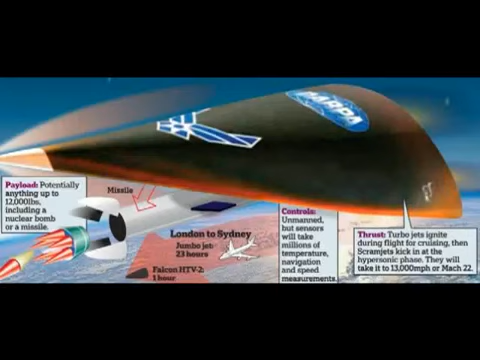 DARPA
Payload: Potentially
anything up to
12,000lbs,
including a
nuclear bomb
or a missile.
Missile
London to Sydney
Jumbo jet:
23 hours
Falcon HTV-2:
1 hour
Controls:
Unmanned,
but sensors
will take
millions of
temperature,
navigation
and speed
measurements.
Thrust: Turbo jets ignite
during flight for cruising, then
Scramjets kick in at the
hypersonic phase. They will
take it to 13,000mph or Mach 22.